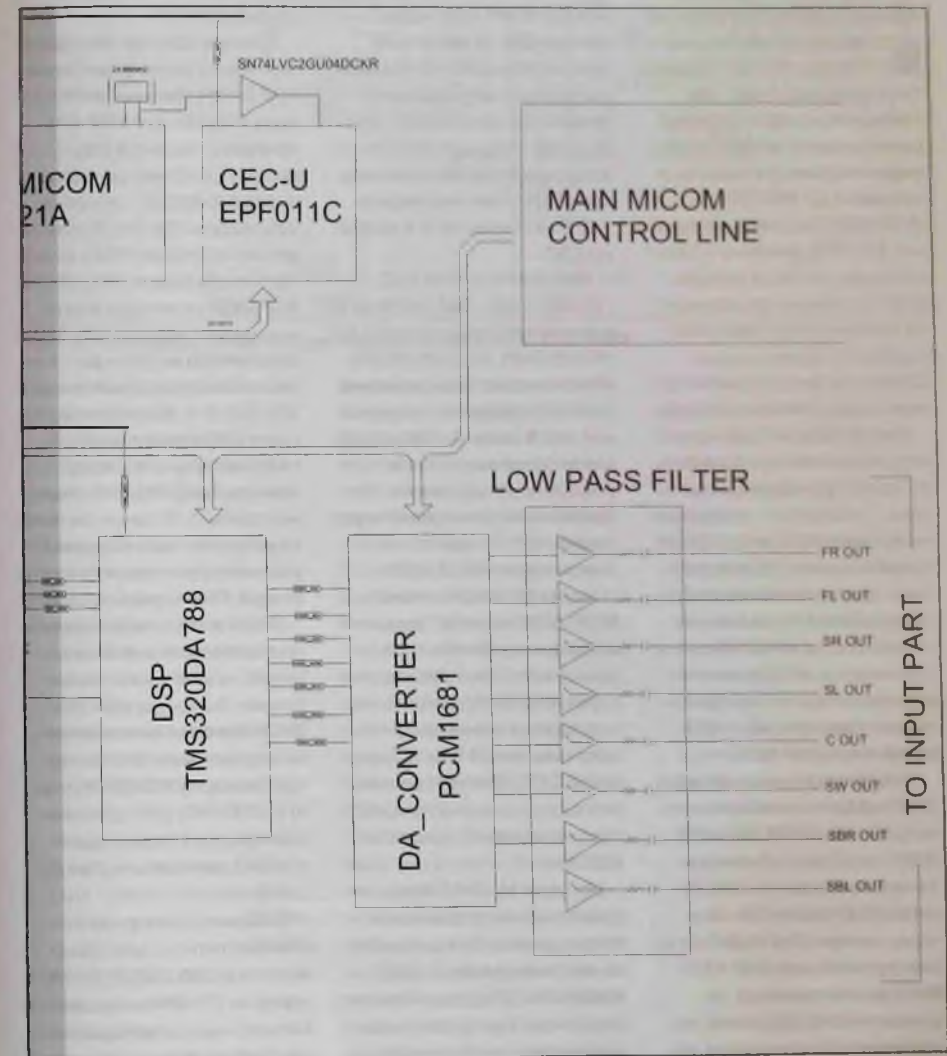 SN74LVC2GU04DCKR
MICOM
21A
CEC-U
EPF011C
MAIN MICOM
CONTROL LINE
LOW PASS FILTER
DSP
TMS320DA788
DA_CONVERTER
PCM1681
FR OUT
FL OUT
SR OUT
SL OUT
C OUT
SW OUT
SBR OUT
SBL OUT
TO INPUT PART